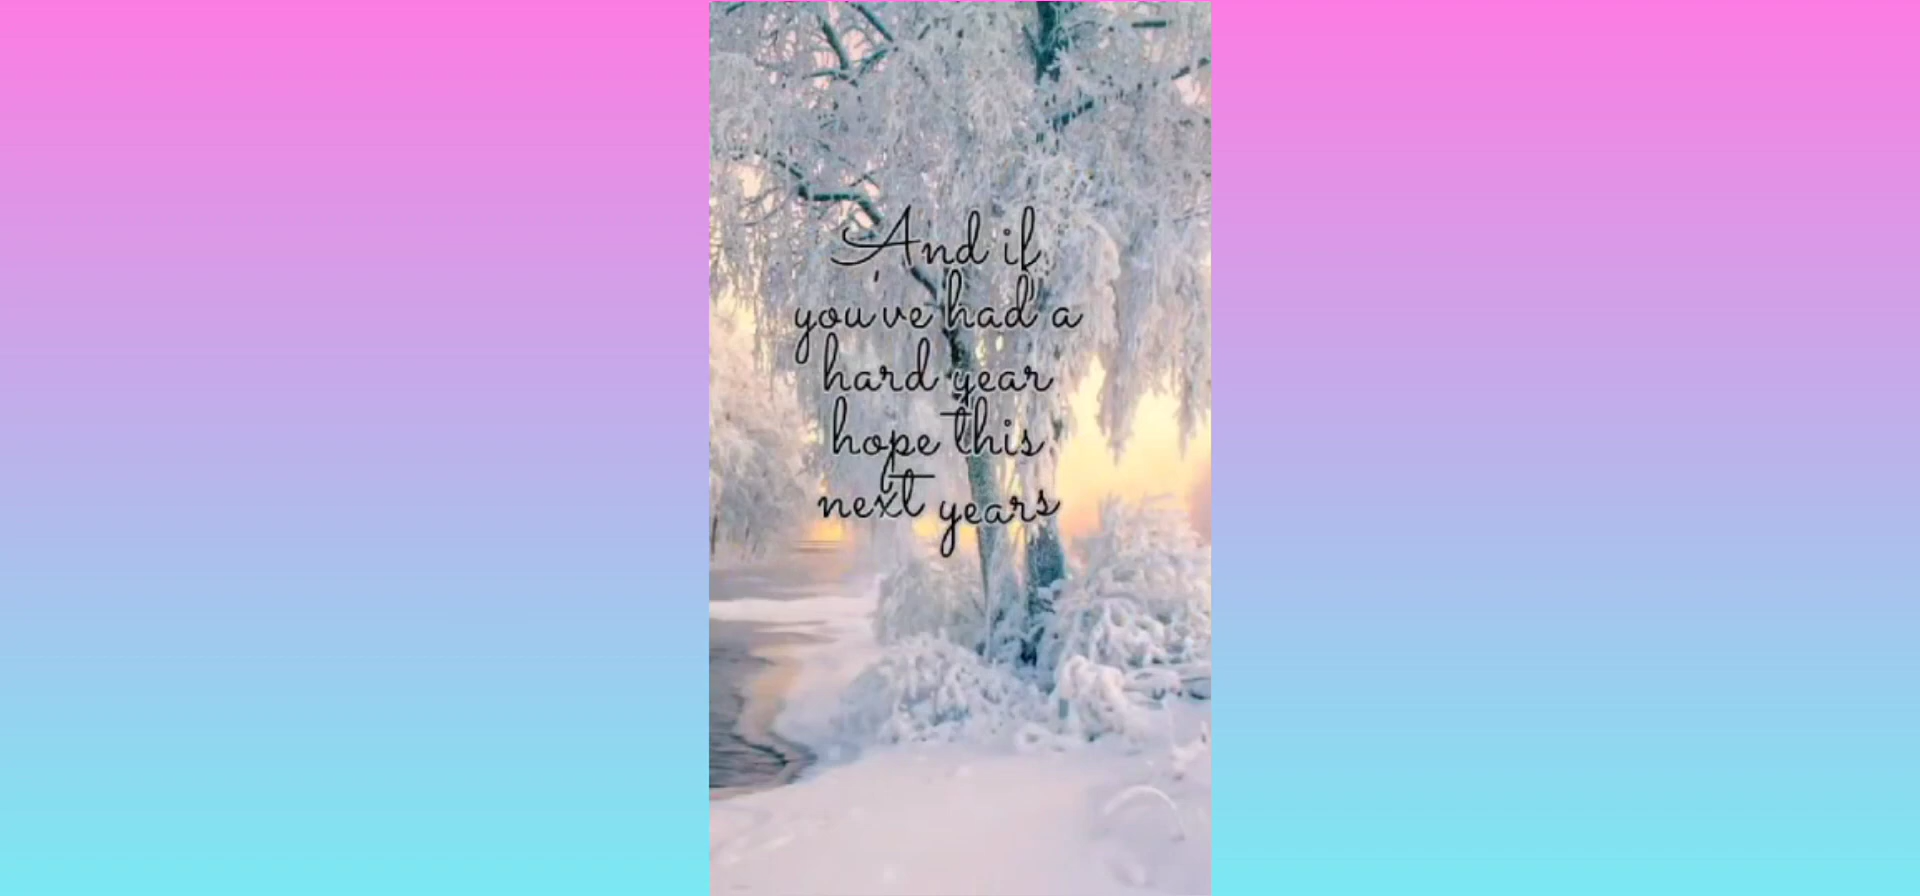 And if
you've had a
hard year
hope this
next years